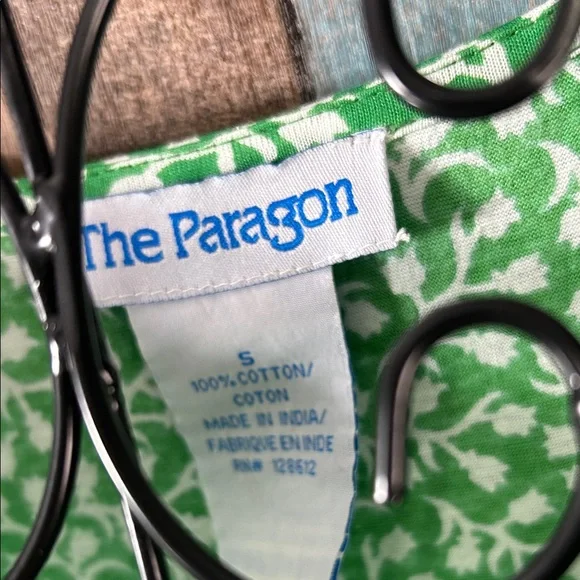 The Paragon
S
100% COTTON/
COTON
MADE IN INDIA/
FABRIQUE EN INDE
RN# 128612